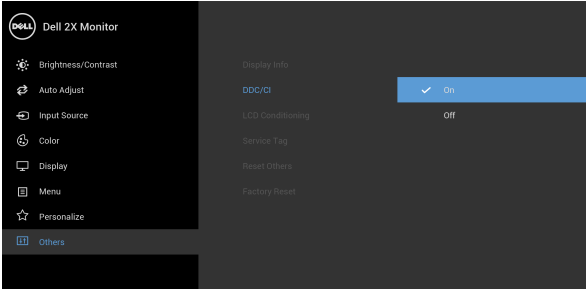 DELL
Dell 2X Monitor
Brightness/Contrast
Auto Adjust
Input Source
Color
Display
Menu
Personalize
Others
Display Info
DDC/CI
LCD Conditioning
Service Tag
Reset Others
Factory Reset
On
Off